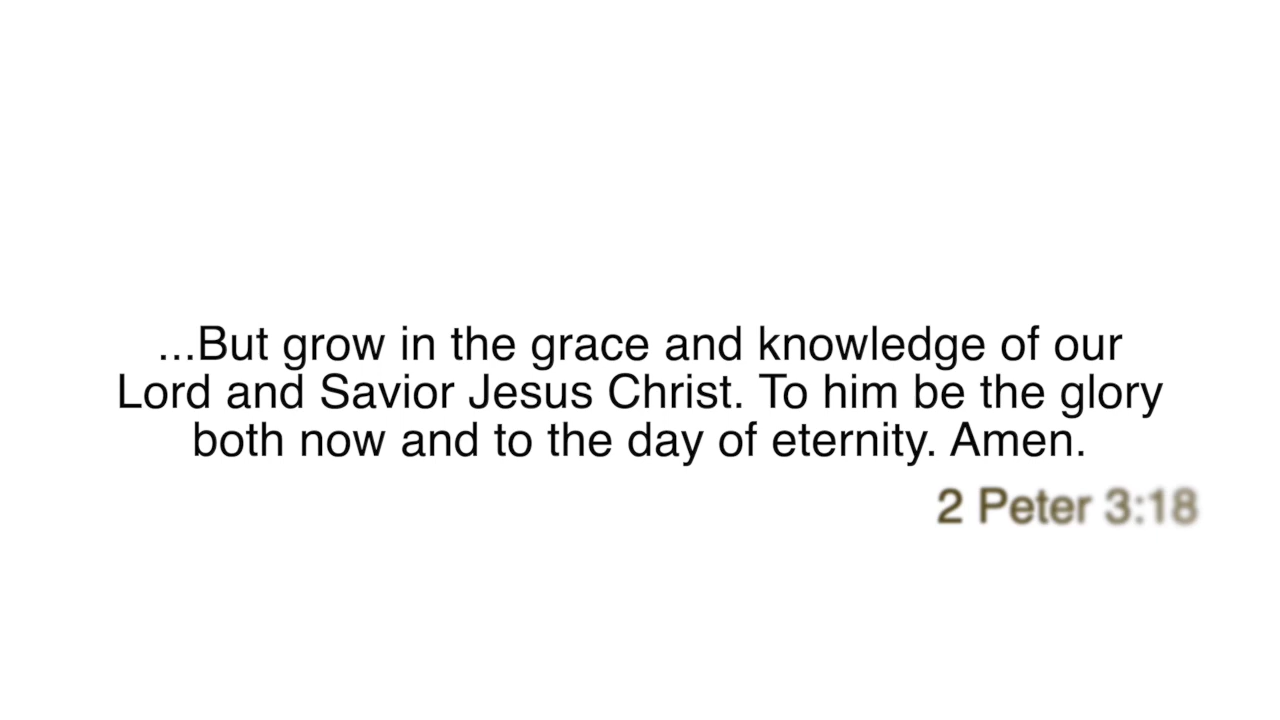 ...But grow in the grace and knowledge of our
Lord and Savior Jesus Christ. To him be the glory
both now and to the day of eternity. Amen.
2 Peter 3:18